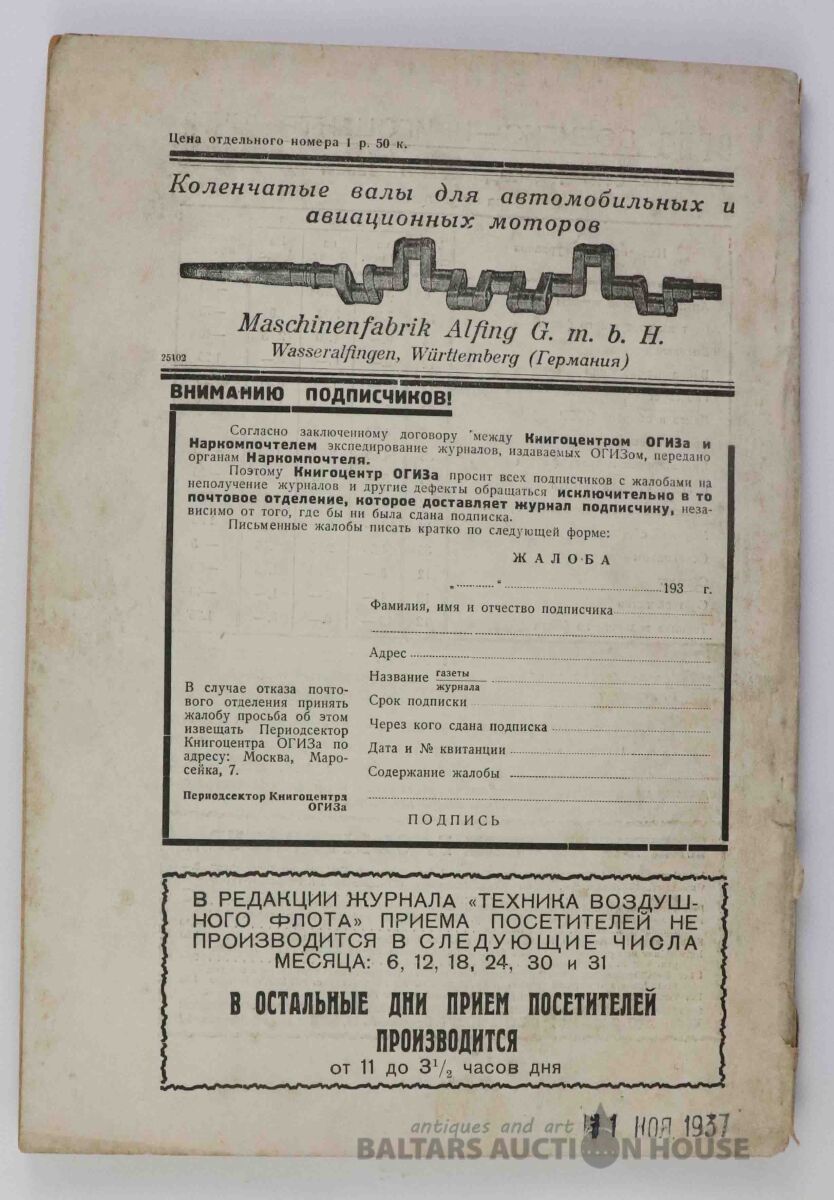 Цена отдельного номера 1 р. 50 к.
Коленчатые валы для автомобильных и
авиационных моторов
Maschinenfabrik Alfing G. m. b. H.
25102
Wasseralfingen, Württemberg (Германия)
ВНИМАНИЮ ПОДПИСЧИКОВ!
Согласно заключенному договору между Книгоцентром ОГИЗа и
Наркомпочтелем экспедирование журналов, издаваемых ОГИЗом, передано
органам Наркомпочтеля.
Поэтому Книгоцентр ОГИЗа просит всех подписчиков с жалобами на
неполучение журналов и другие дефекты обращаться исключительно в то
почтовое отделение, которое доставляет журнал подписчику, неза-
висимо от того, где бы ни была сдана подписка.
Письменные жалобы писать кратко по следующей форме:
ЖАЛОБА
„ “ 193 г.
Фамилия, имя и отчество подписчика
Адрес
Название газеты
журнала
Срок подписки
Через кого сдана подписка
Дата и № квитанции
Содержание жалобы
ПОДПИСЬ
В случае отказа почто-
вого отделения принять
жалобу просьба об этом
извещать Периодсектор
Книгоцентра ОГИЗа по
адресу: Москва, Маро-
сейка, 7.
Периодсектор Книгоцентра
ОГИЗа
В РЕДАКЦИИ ЖУРНАЛА «ТЕХНИКА ВОЗДУШ-
НОГО ФЛОТА» ПРИЕМА ПОСЕТИТЕЛЕЙ НЕ
ПРОИЗВОДИТСЯ В СЛЕДУЮЩИЕ ЧИСЛА
МЕСЯЦА: 6, 12, 18, 24, 30 и 31
В ОСТАЛЬНЫЕ ДНИ ПРИЕМ ПОСЕТИТЕЛЕЙ
ПРОИЗВОДИТСЯ
от 11 до 3½ часов дня
11 НОЯ 1937
antiques and art
BALTARS AUCTION HOUSE